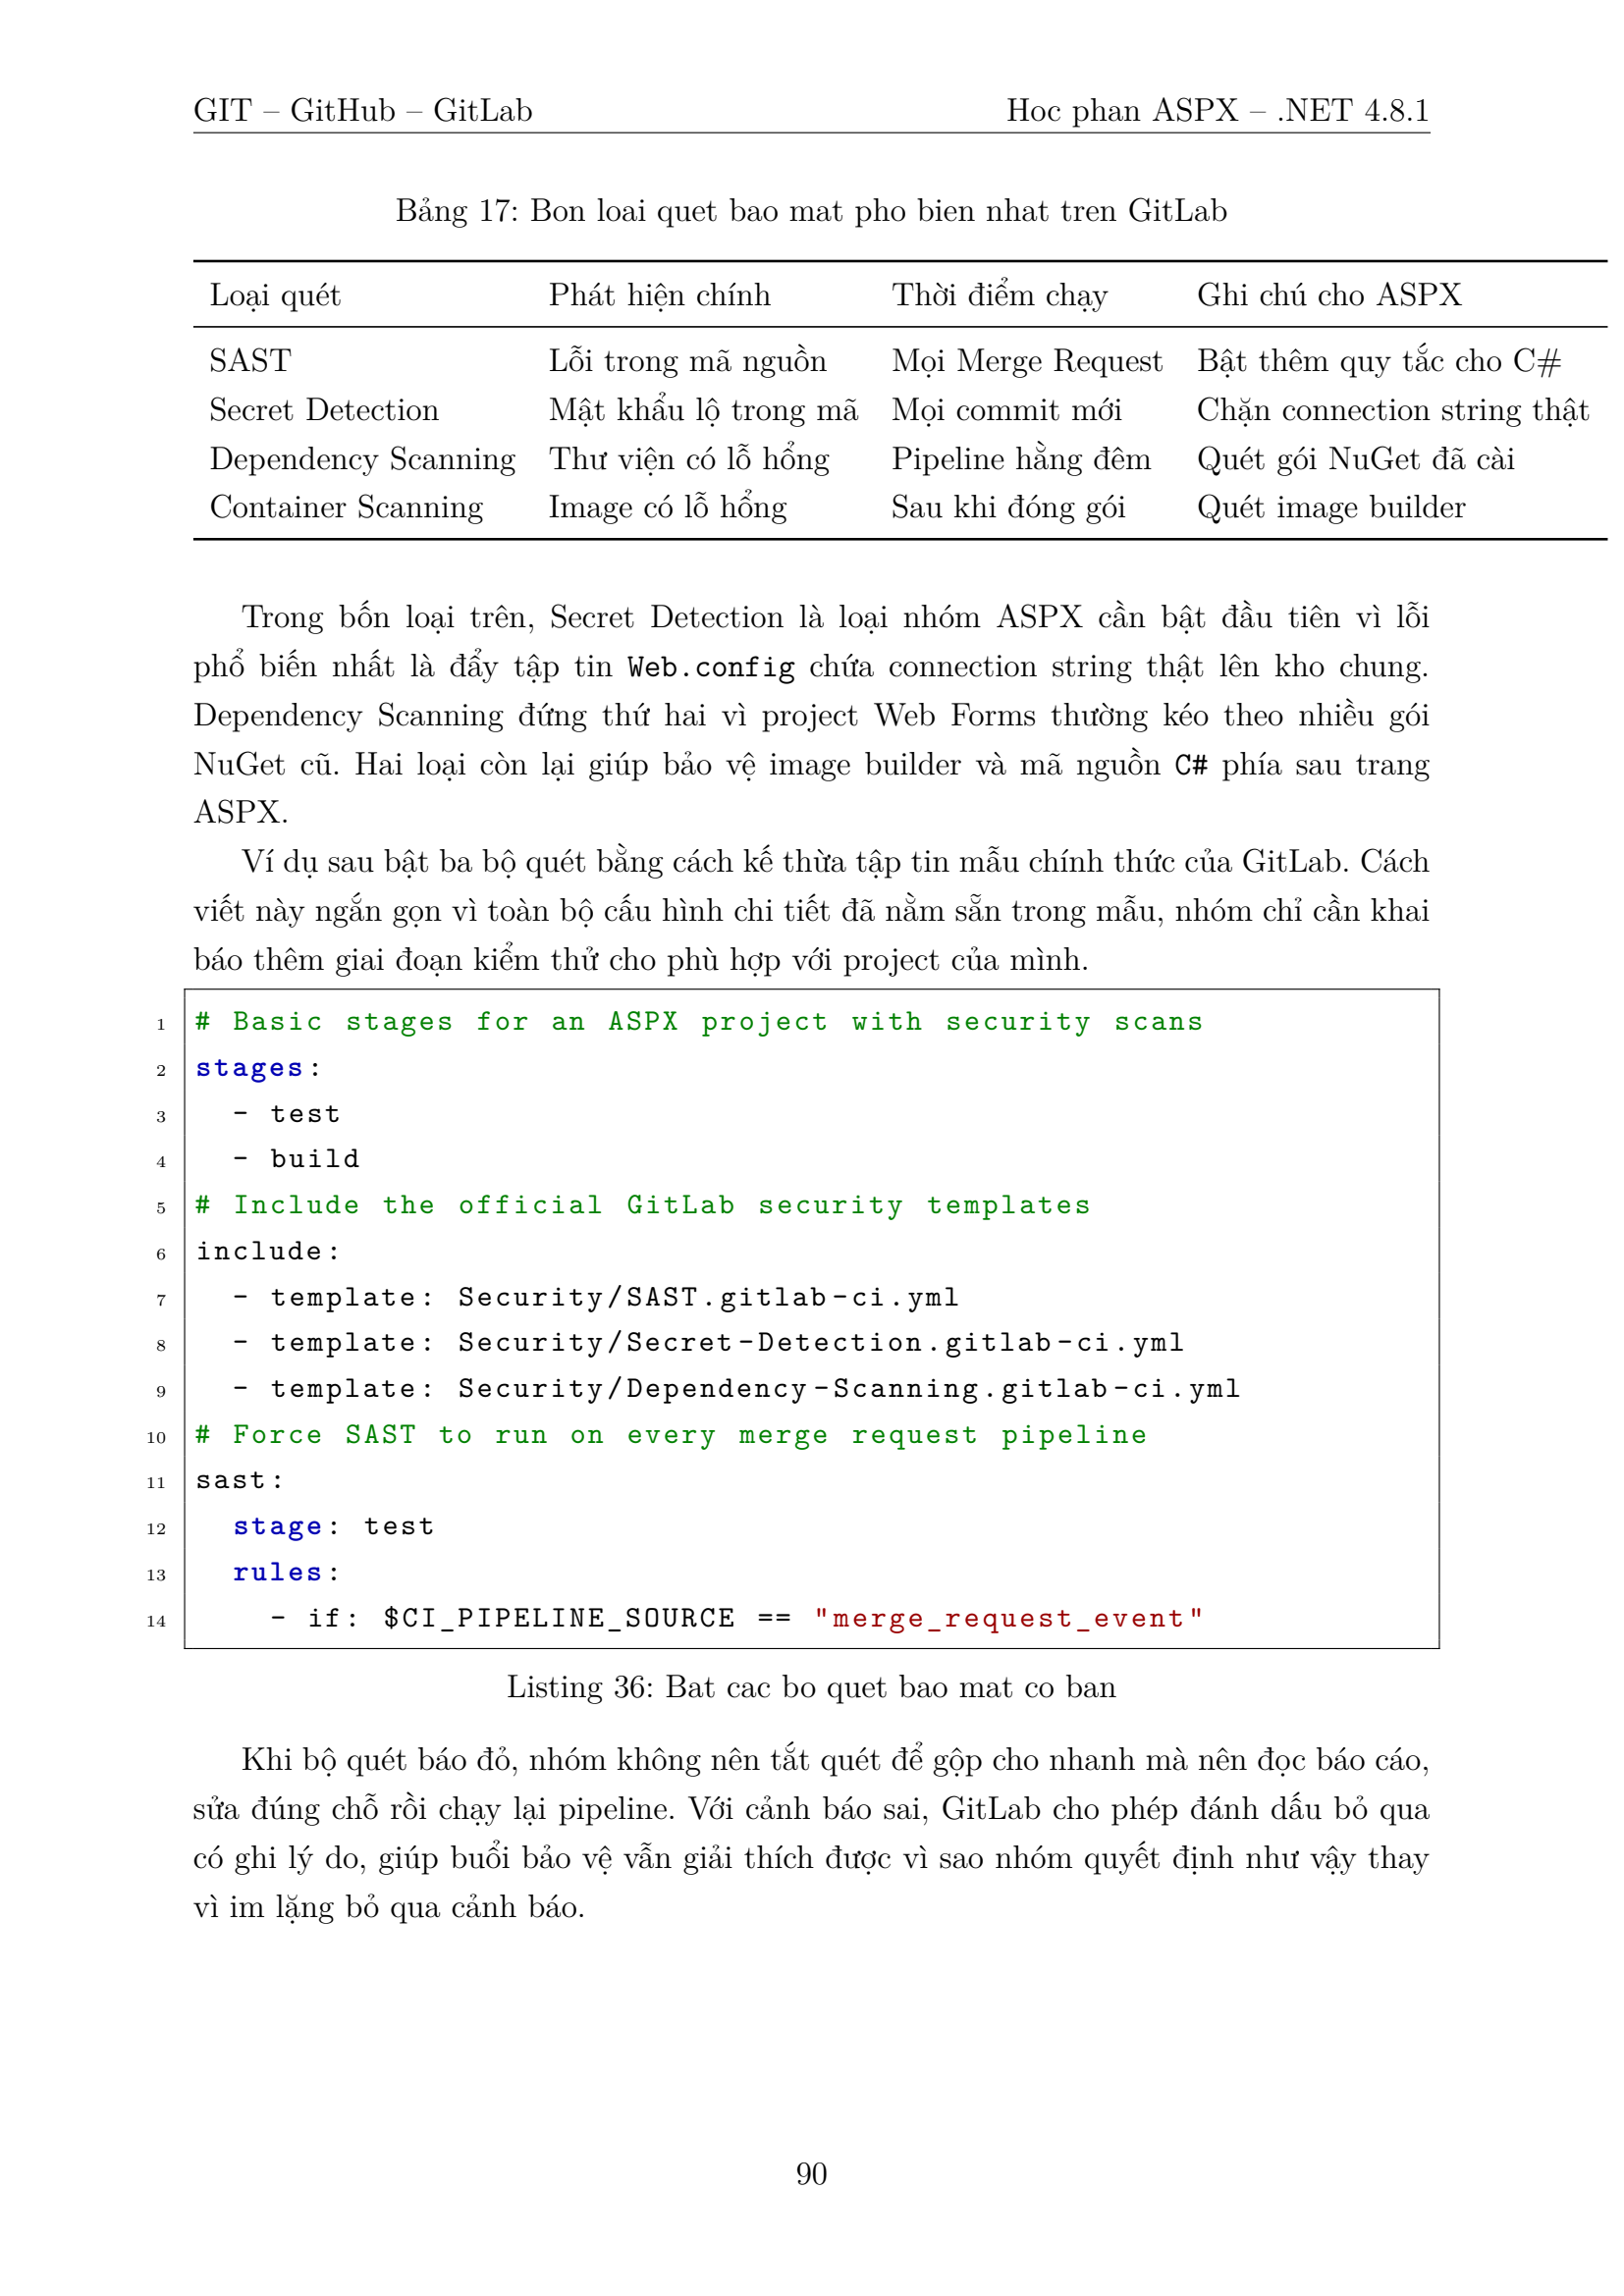 GIT – GitHub – GitLab Hoc phan ASPX – .NET 4.8.1
Bảng 17: Bon loai quet bao mat pho bien nhat tren GitLab
Loại quét Phát hiện chính Thời điểm chạy Ghi chú cho ASPX
SAST Lỗi trong mã nguồn Mọi Merge Request Bật thêm quy tắc cho C#
Secret Detection Mật khẩu lộ trong mã Mọi commit mới Chặn connection string thật
Dependency Scanning Thư viện có lỗ hổng Pipeline hằng đêm Quét gói NuGet đã cài
Container Scanning Image có lỗ hổng Sau khi đóng gói Quét image builder
Trong bốn loại trên, Secret Detection là loại nhóm ASPX cần bật đầu tiên vì lỗi
phổ biến nhất là đẩy tập tin Web.config chứa connection string thật lên kho chung.
Dependency Scanning đứng thứ hai vì project Web Forms thường kéo theo nhiều gói
NuGet cũ. Hai loại còn lại giúp bảo vệ image builder và mã nguồn C# phía sau trang
ASPX.
Ví dụ sau bật ba bộ quét bằng cách kế thừa tập tin mẫu chính thức của GitLab. Cách
viết này ngắn gọn vì toàn bộ cấu hình chi tiết đã nằm sẵn trong mẫu, nhóm chỉ cần khai
báo thêm giai đoạn kiểm thử cho phù hợp với project của mình.
1 # Basic stages for an ASPX project with security scans
2 stages:
3   - test
4   - build
5 # Include the official GitLab security templates
6 include:
7   - template: Security/SAST.gitlab-ci.yml
8   - template: Security/Secret-Detection.gitlab-ci.yml
9   - template: Security/Dependency-Scanning.gitlab-ci.yml
10 # Force SAST to run on every merge request pipeline
11 sast:
12   stage: test
13   rules:
14     - if: $CI_PIPELINE_SOURCE == "merge_request_event"
Listing 36: Bat cac bo quet bao mat co ban
Khi bộ quét báo đỏ, nhóm không nên tắt quét để gộp cho nhanh mà nên đọc báo cáo,
sửa đúng chỗ rồi chạy lại pipeline. Với cảnh báo sai, GitLab cho phép đánh dấu bỏ qua
có ghi lý do, giúp buổi bảo vệ vẫn giải thích được vì sao nhóm quyết định như vậy thay
vì im lặng bỏ qua cảnh báo.
90